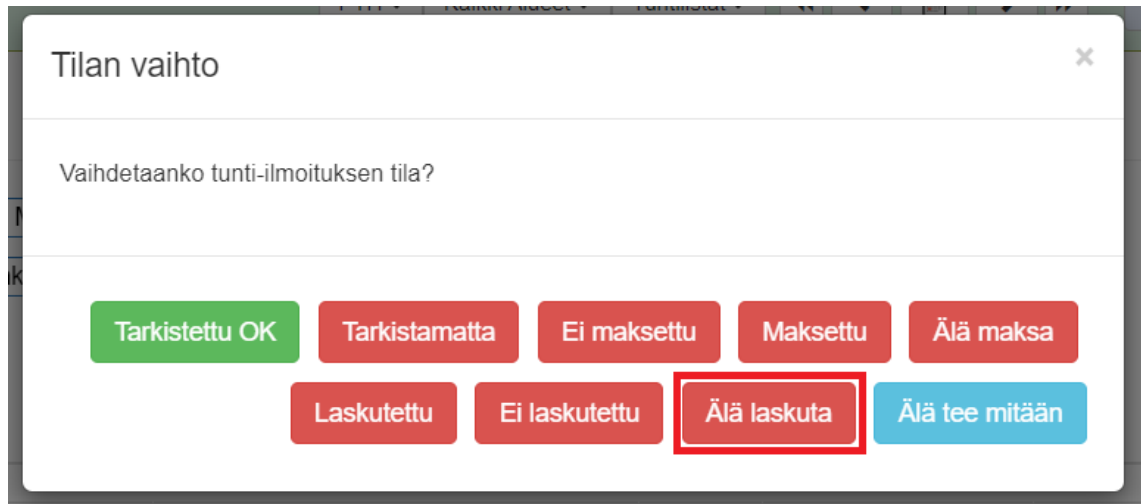 Tilan vaihto ×
Vaihdetaanko tunti-ilmoituksen tila?
Tarkistettu OK Tarkistamatta Ei maksettu Maksettu Älä maksa
Laskutettu Ei laskutettu Älä laskuta Älä tee mitään